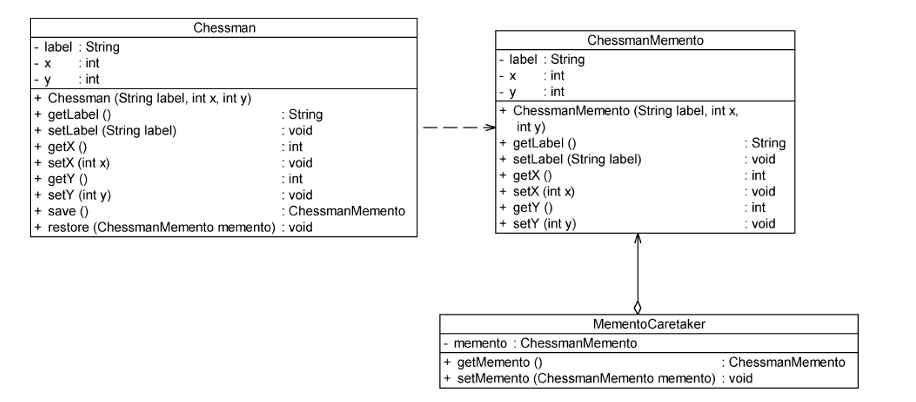 Chessman
- label : String
- x : int
- y : int
+ Chessman (String label, int x, int y)
+ getLabel () : String
+ setLabel (String label) : void
+ getX () : int
+ setX (int x) : void
+ getY () : int
+ setY (int y) : void
+ save () : ChessmanMemento
+ restore (ChessmanMemento memento) : void
ChessmanMemento
- label : String
- x : int
- y : int
+ ChessmanMemento (String label, int x,
int y)
+ getLabel () : String
+ setLabel (String label) : void
+ getX () : int
+ setX (int x) : void
+ getY () : int
+ setY (int y) : void
MementoCaretaker
- memento : ChessmanMemento
+ getMemento () : ChessmanMemento
+ setMemento (ChessmanMemento memento) : void